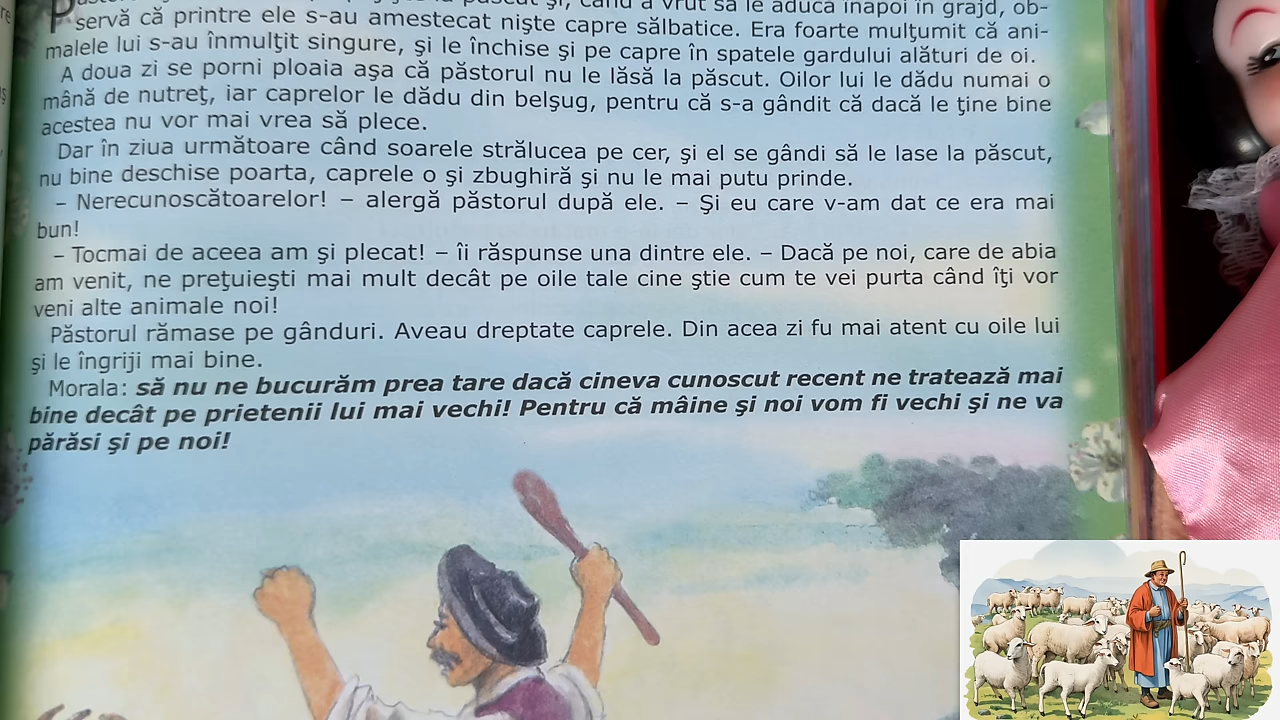 a vrut să le aducă înapoi în grajd, ob-
servă că printre ele s-au amestecat nişte capre sălbatice. Era foarte mulţumit că ani-
malele lui s-au înmulţit singure, şi le închise şi pe capre în spatele gardului alături de oi.
A doua zi se porni ploaia aşa că păstorul nu le lăsă la păscut. Oilor lui le dădu numai o
mână de nutreţ, iar caprelor le dădu din belşug, pentru că s-a gândit că dacă le ţine bine
acestea nu vor mai vrea să plece.
Dar în ziua următoare când soarele strălucea pe cer, şi el se gândi să le lase la păscut,
nu bine deschise poarta, caprele o şi zbughiră şi nu le mai putu prinde.
– Nerecunoscătoarelor! – alergă păstorul după ele. – Şi eu care v-am dat ce era mai
bun!
– Tocmai de aceea am şi plecat! – îi răspunse una dintre ele. – Dacă pe noi, care de abia
am venit, ne preţuieşti mai mult decât pe oile tale cine ştie cum te vei purta când îţi vor
veni alte animale noi!
Păstorul rămase pe gânduri. Aveau dreptate caprele. Din acea zi fu mai atent cu oile lui
şi le îngriji mai bine.
Morala: să nu ne bucurăm prea tare dacă cineva cunoscut recent ne tratează mai
bine decât pe prietenii lui mai vechi! Pentru că mâine şi noi vom fi vechi şi ne va
părăsi şi pe noi!